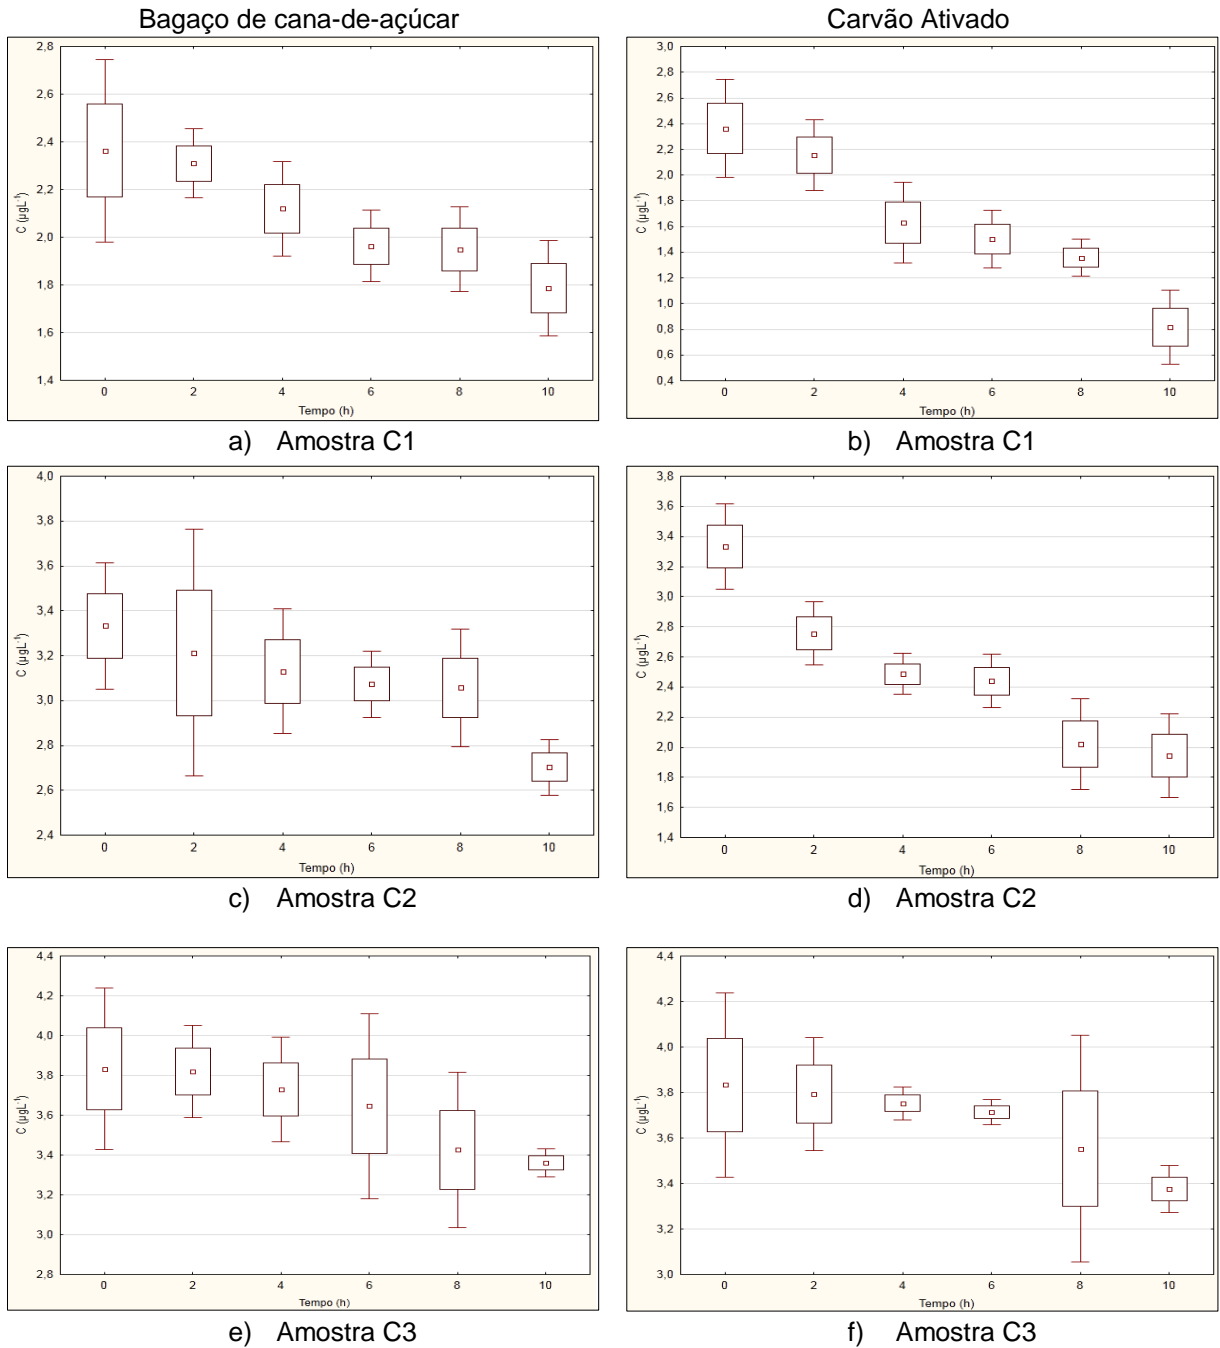 Bagaço de cana-de-açúcar
Carvão Ativado
2,8
2,6
2,4
2,2
2,0
1,8
1,6
1,4
C (µgL⁻¹)
0 2 4 6 8 10
Tempo (h)
a) Amostra C1
3,0
2,8
2,6
2,4
2,2
2,0
1,8
1,6
1,4
1,2
1,0
0,8
0,6
0,4
C (µgL⁻¹)
0 2 4 6 8 10
Tempo (h)
b) Amostra C1
4,0
3,8
3,6
3,4
3,2
3,0
2,8
2,6
2,4
C (µgL⁻¹)
0 2 4 6 8 10
Tempo (h)
c) Amostra C2
3,8
3,6
3,4
3,2
3,0
2,8
2,6
2,4
2,2
2,0
1,8
1,6
1,4
C (µgL⁻¹)
0 2 4 6 8 10
Tempo (h)
d) Amostra C2
4,4
4,2
4,0
3,8
3,6
3,4
3,2
3,0
2,8
C (µgL⁻¹)
0 2 4 6 8 10
Tempo (h)
e) Amostra C3
4,4
4,2
4,0
3,8
3,6
3,4
3,2
3,0
C (µgL⁻¹)
0 2 4 6 8 10
Tempo (h)
f) Amostra C3